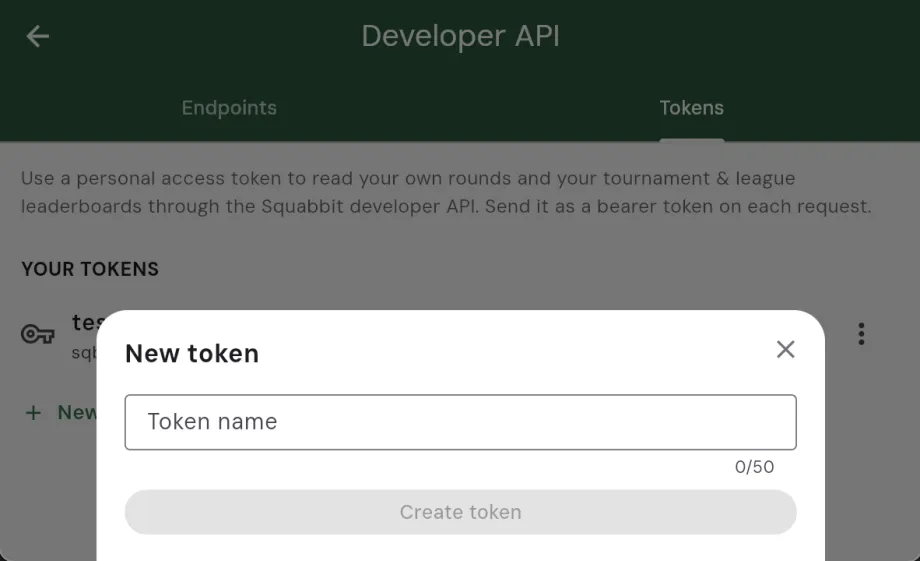 Developer API
Endpoints
Tokens
Use a personal access token to read your own rounds and your tournament & league
leaderboards through the Squabbit developer API. Send it as a bearer token on each request.
YOUR TOKENS
New token
Token name
0/50
Create token
+ New